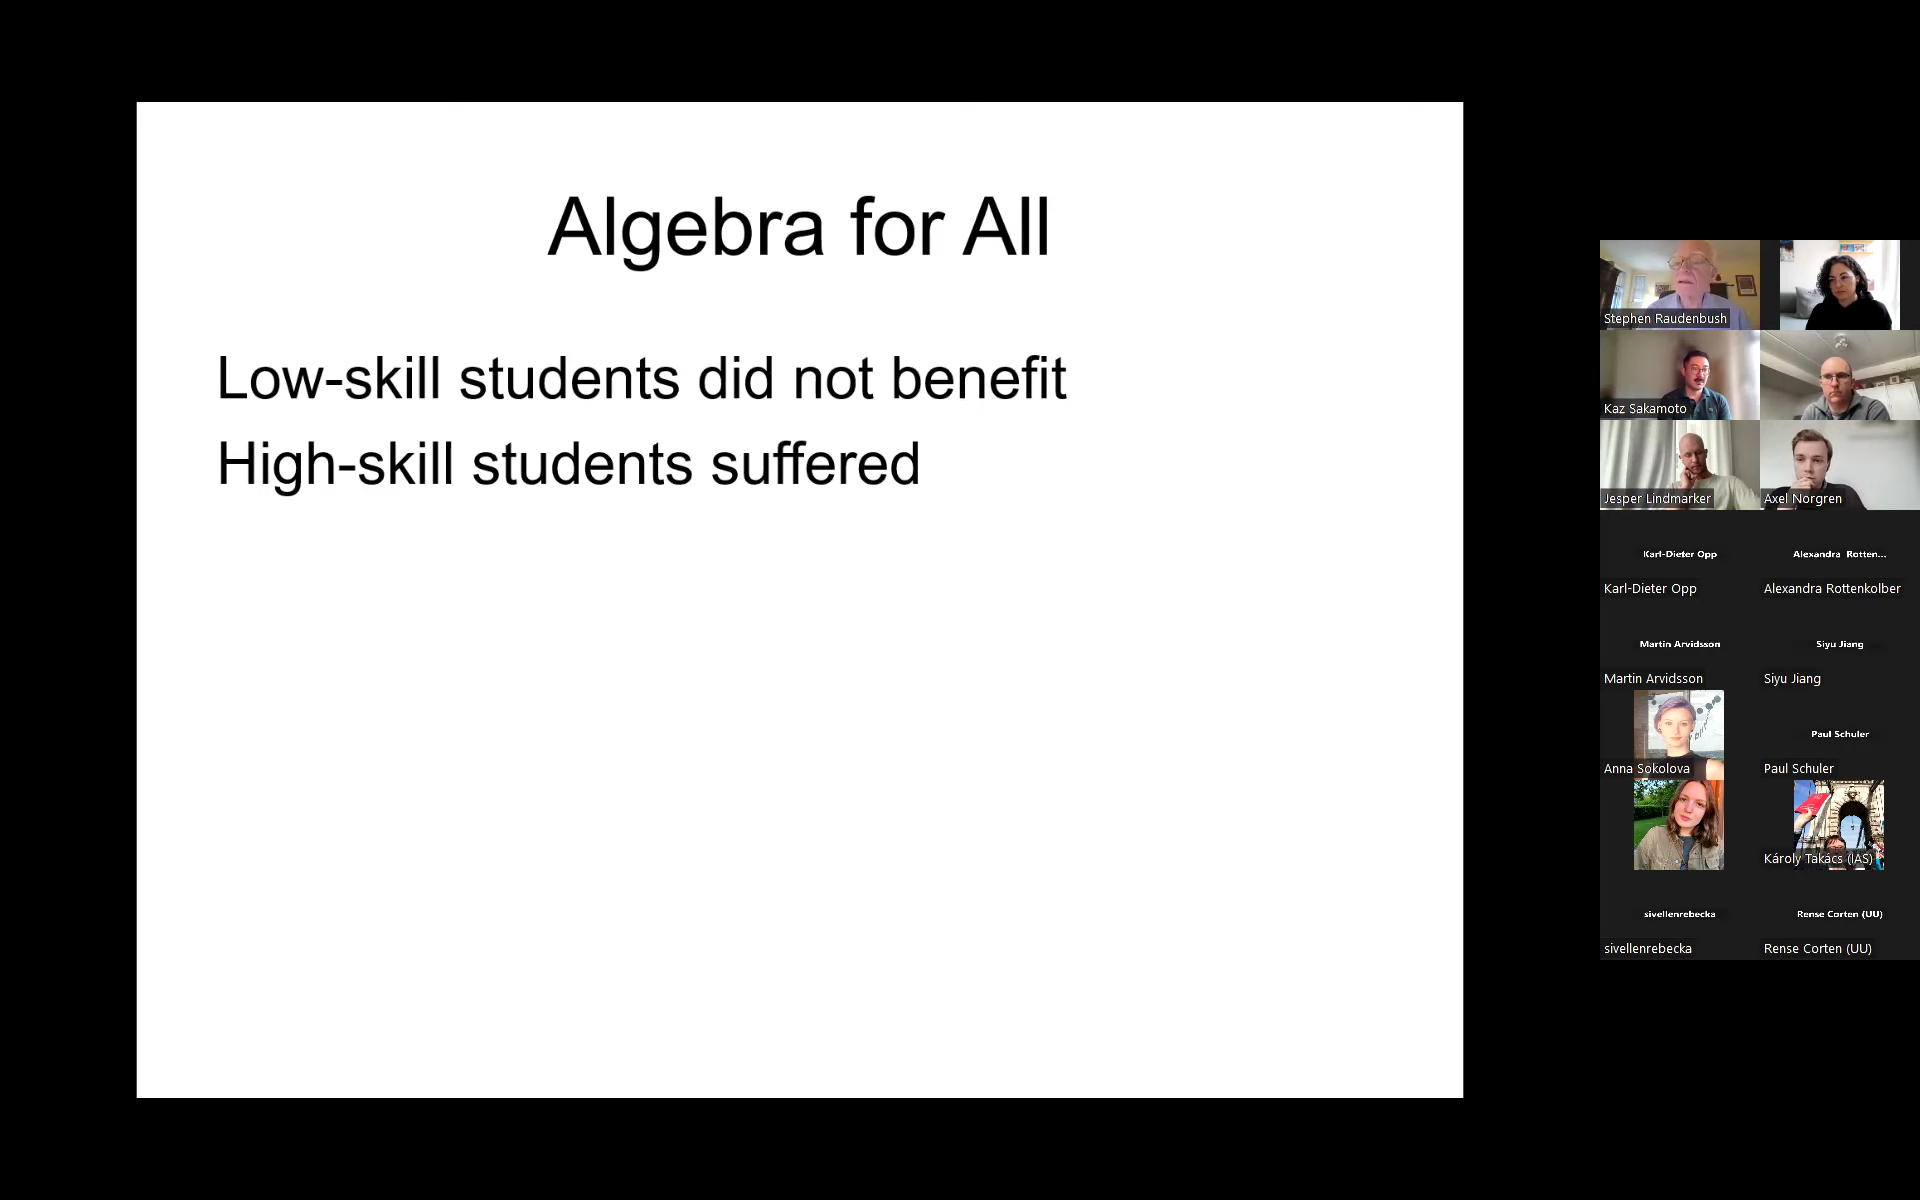 Algebra for All
Low-skill students did not benefit
High-skill students suffered
Stephen Raudenbush
Kaz Sakamoto
Jesper Lindmarker
Axel Norgren
Karl-Dieter Opp
Karl-Dieter Opp
Alexandra Rotten...
Alexandra Rottenkolber
Martin Arvidsson
Martin Arvidsson
Siyu Jiang
Siyu Jiang
Anna Sokolova
Paul Schuler
Paul Schuler
Károly Takács (IAS)
sivellenrebecka
sivellenrebecka
Rense Corten (UU)
Rense Corten (UU)